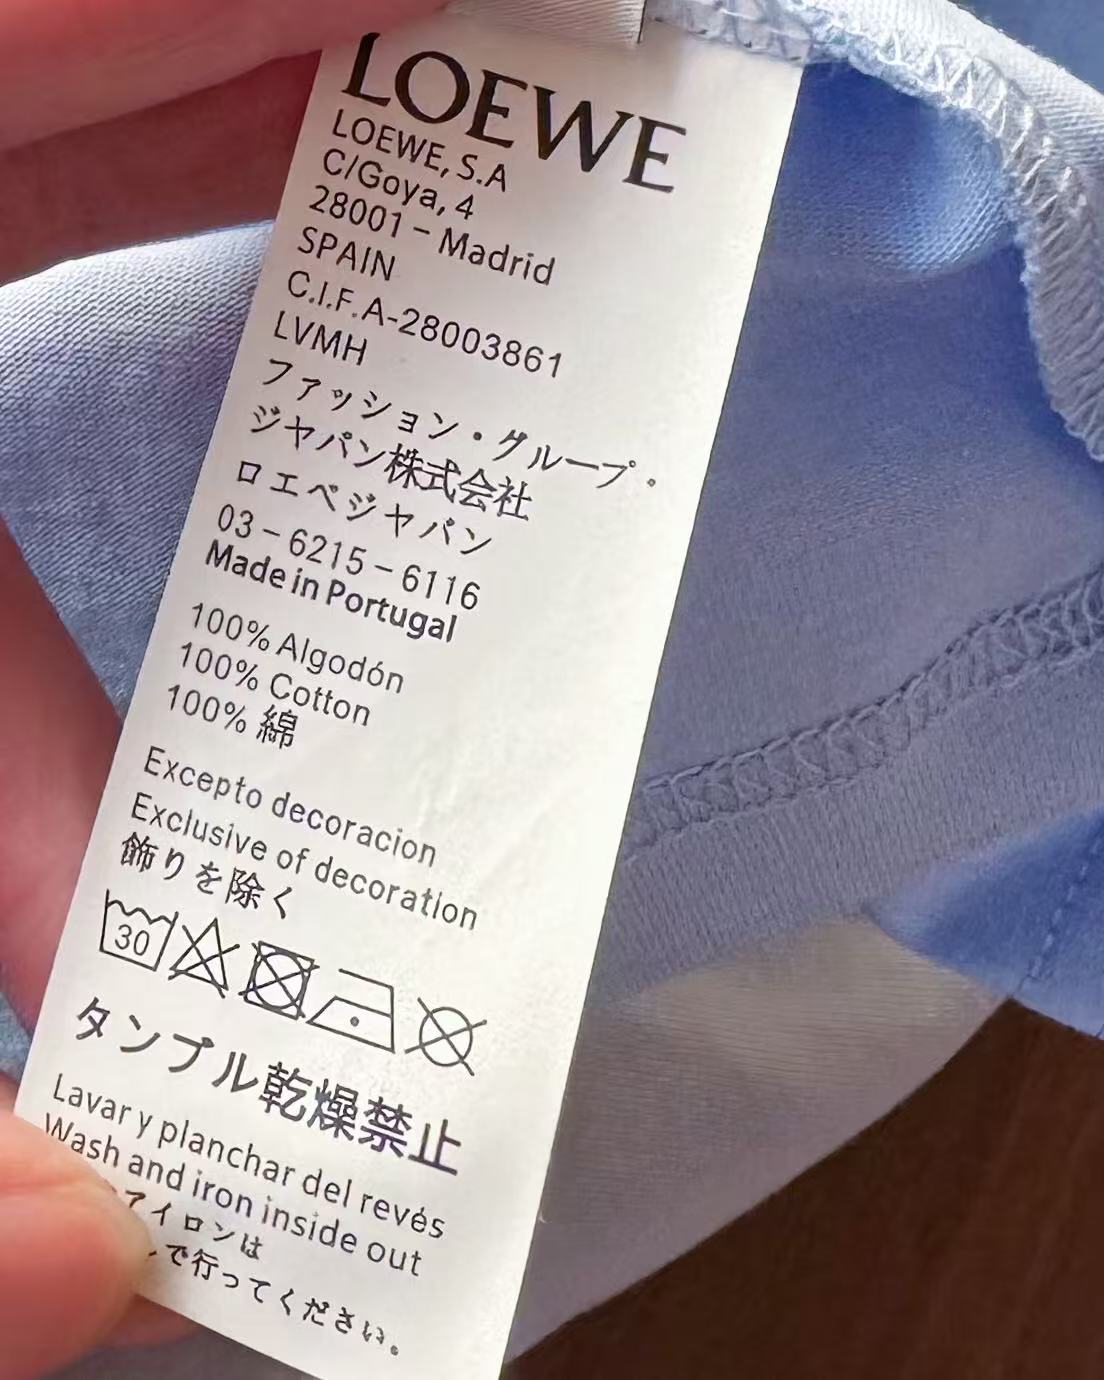 LOEWE
LOEWE, S.A
C/Goya, 4
28001 – Madrid
SPAIN
C.I.F.A-28003861
LVMH
ファッション・グループ・
ジヤパン株式会社
ロエベジヤパン
03 – 6215 – 6116
Made in Portugal
100% Algodón
100% Cotton
100% 綿
Excepto decoracion
Exclusive of decoration
飾りを除く
30
タンブル乾燥禁止
Lavar y planchar del revés
Wash and iron inside out
アイロンは
で行ってください。